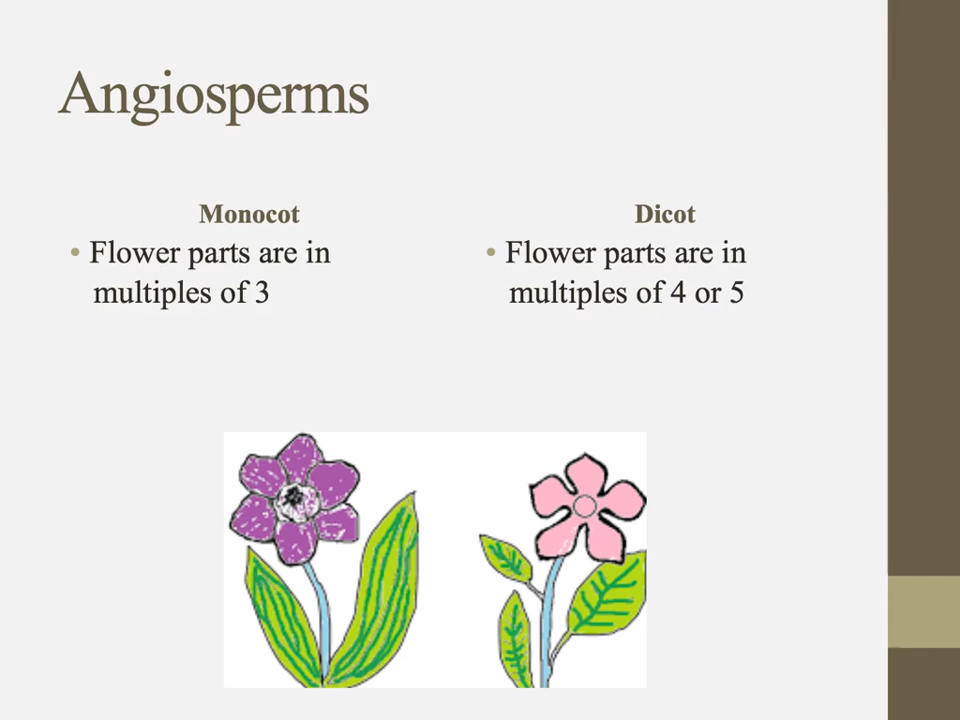 Angiosperms
Monocot
• Flower parts are in
multiples of 3
Dicot
• Flower parts are in
multiples of 4 or 5